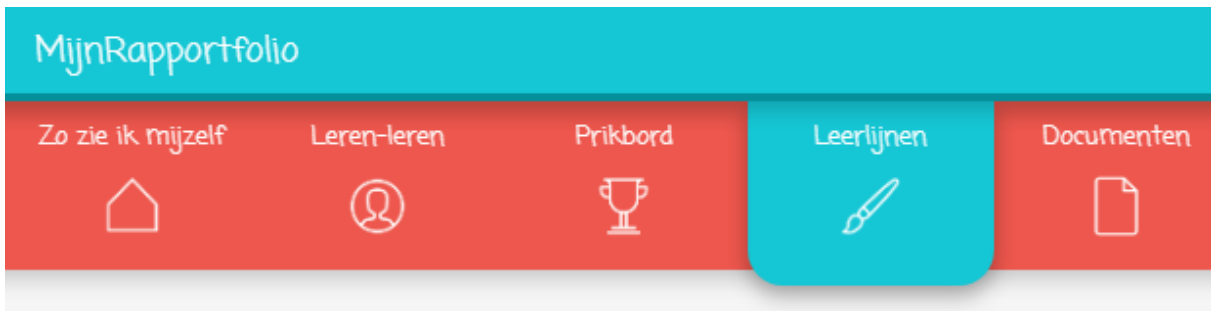 MijnRapportfolio
Zo zie ik mijzelf
Leren-leren
Prikbord
Leerlijnen
Documenten